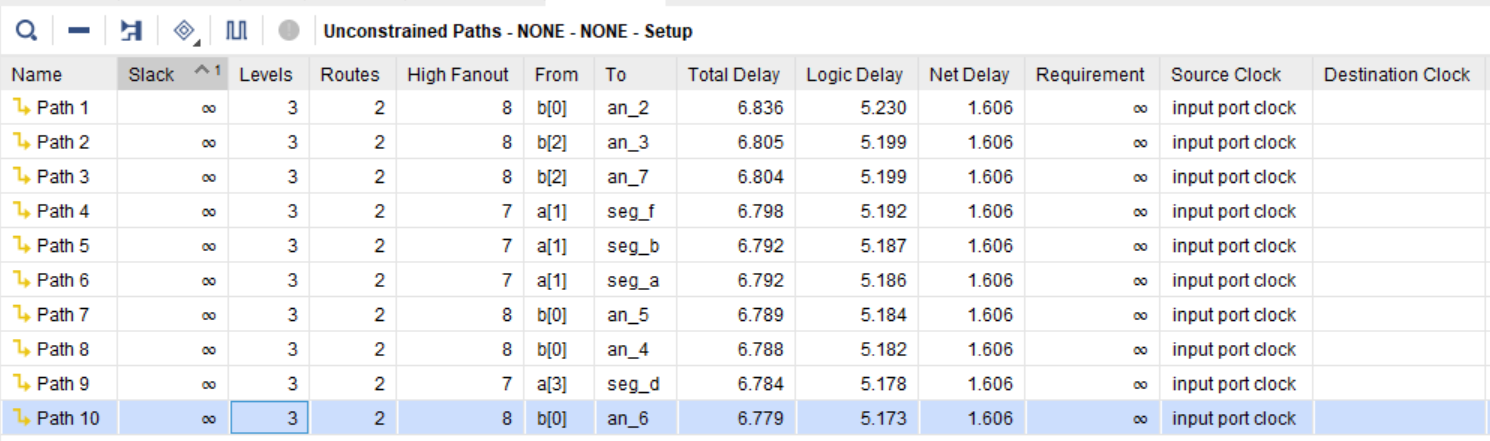 Unconstrained Paths - NONE - NONE - Setup
Name Slack 1 Levels Routes High Fanout From To Total Delay Logic Delay Net Delay Requirement Source Clock Destination Clock
Path 1 ∞ 3 2 8 b[0] an_2 6.836 5.230 1.606 ∞ input port clock
Path 2 ∞ 3 2 8 b[2] an_3 6.805 5.199 1.606 ∞ input port clock
Path 3 ∞ 3 2 8 b[2] an_7 6.804 5.199 1.606 ∞ input port clock
Path 4 ∞ 3 2 7 a[1] seg_f 6.798 5.192 1.606 ∞ input port clock
Path 5 ∞ 3 2 7 a[1] seg_b 6.792 5.187 1.606 ∞ input port clock
Path 6 ∞ 3 2 7 a[1] seg_a 6.792 5.186 1.606 ∞ input port clock
Path 7 ∞ 3 2 8 b[0] an_5 6.789 5.184 1.606 ∞ input port clock
Path 8 ∞ 3 2 8 b[0] an_4 6.788 5.182 1.606 ∞ input port clock
Path 9 ∞ 3 2 7 a[3] seg_d 6.784 5.178 1.606 ∞ input port clock
Path 10 ∞ 3 2 8 b[0] an_6 6.779 5.173 1.606 ∞ input port clock